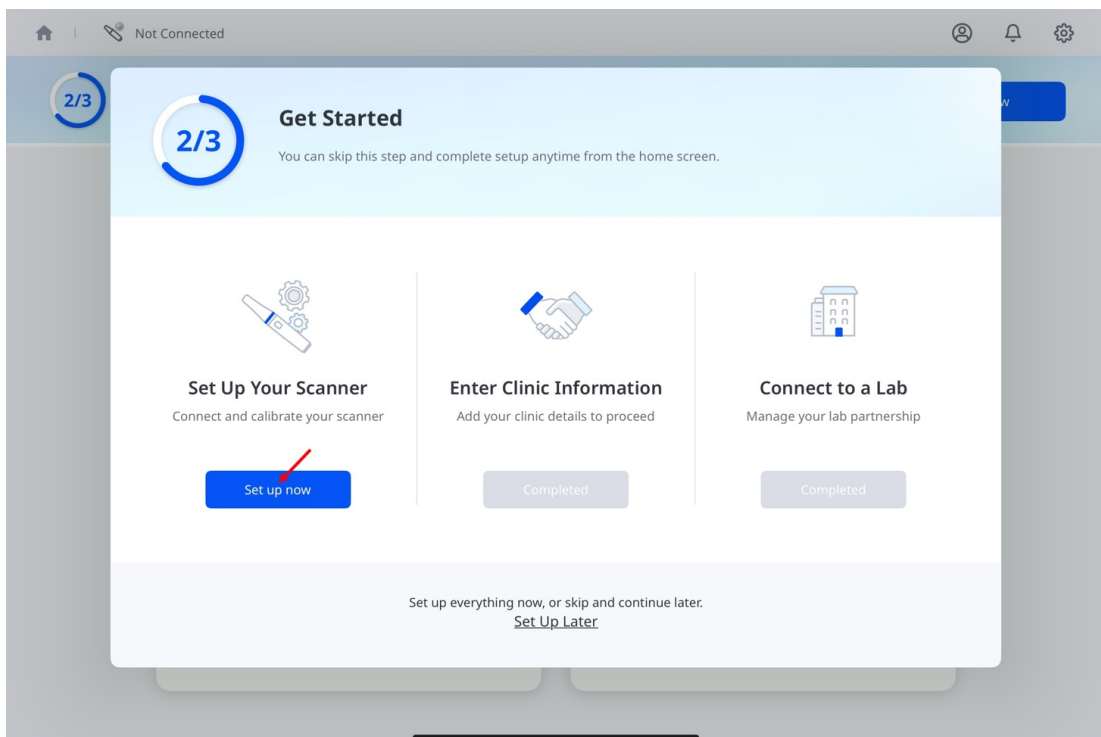 Not Connected
2/3
w
2/3
Get Started
You can skip this step and complete setup anytime from the home screen.
Set Up Your Scanner
Connect and calibrate your scanner
Set up now
Enter Clinic Information
Add your clinic details to proceed
Completed
Connect to a Lab
Manage your lab partnership
Completed
Set up everything now, or skip and continue later.
Set Up Later